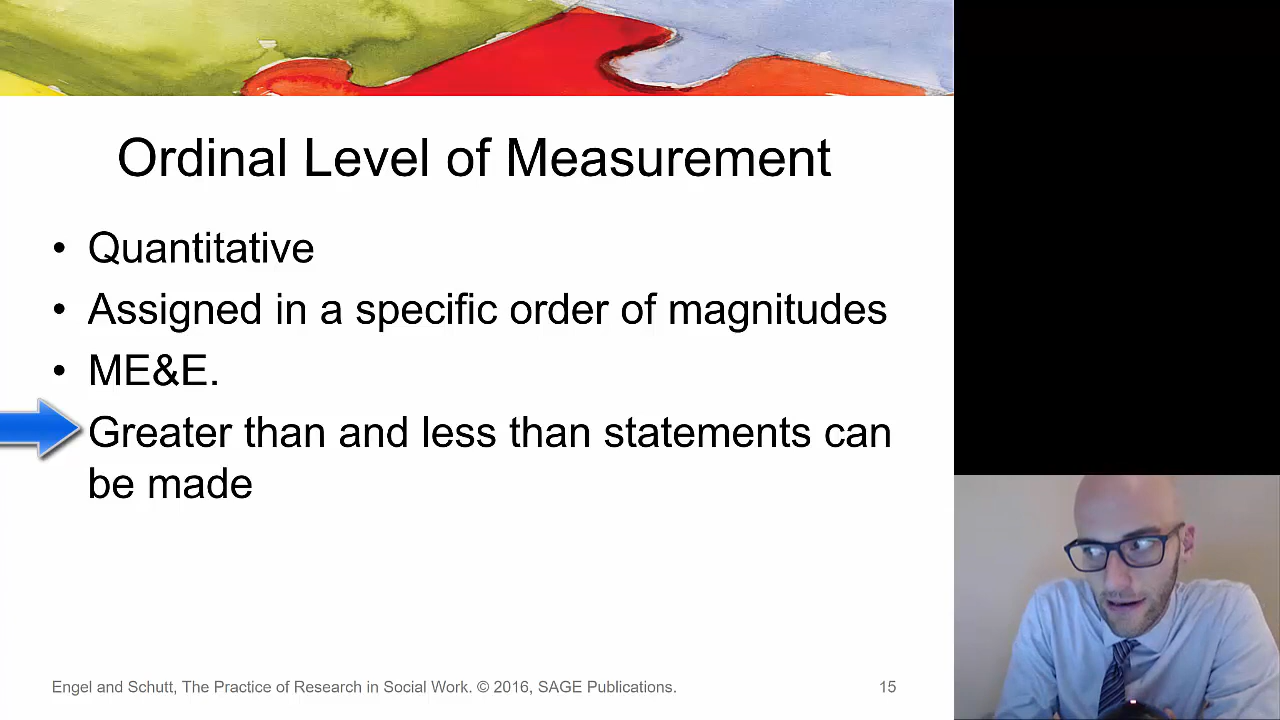 Ordinal Level of Measurement
• Quantitative
• Assigned in a specific order of magnitudes
• ME&E.
Greater than and less than statements can
be made
Engel and Schutt, The Practice of Research in Social Work. © 2016, SAGE Publications.
15